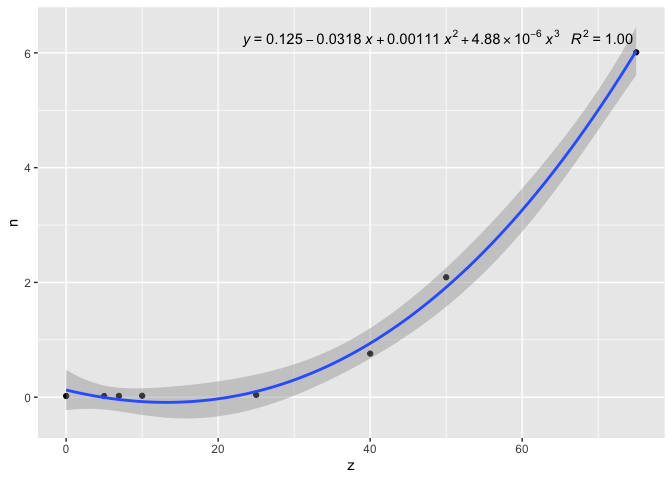 y = 0.125 − 0.0318 x + 0.00111 x² + 4.88 × 10⁻⁶ x³ R² = 1.00
6
4
2
0
n
0 20 40 60
z